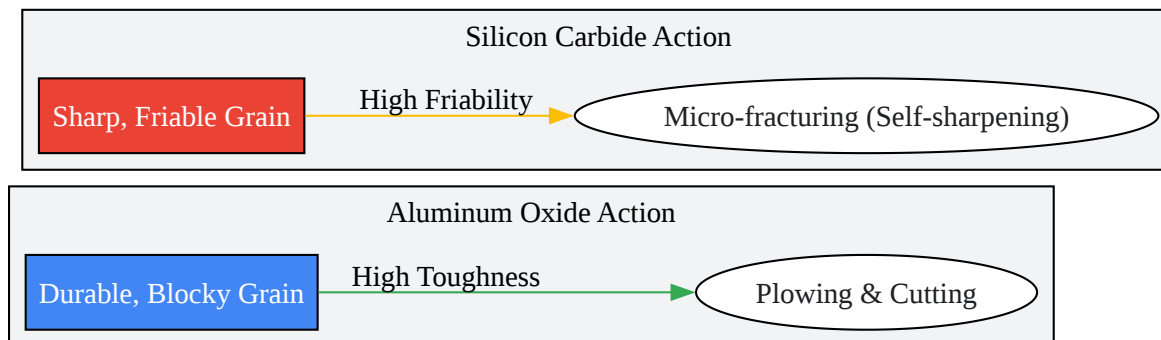 Silicon Carbide Action
Sharp, Friable Grain
High Friability
Micro-fracturing (Self-sharpening)
Aluminum Oxide Action
Durable, Blocky Grain
High Toughness
Plowing & Cutting